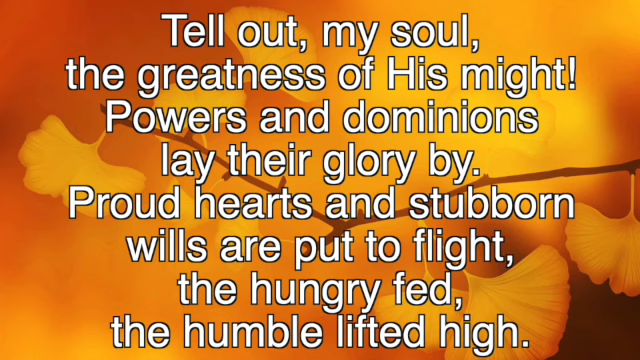 Tell out, my soul,
the greatness of His might!
Powers and dominions
lay their glory by.
Proud hearts and stubborn
wills are put to flight,
the hungry fed,
the humble lifted high.